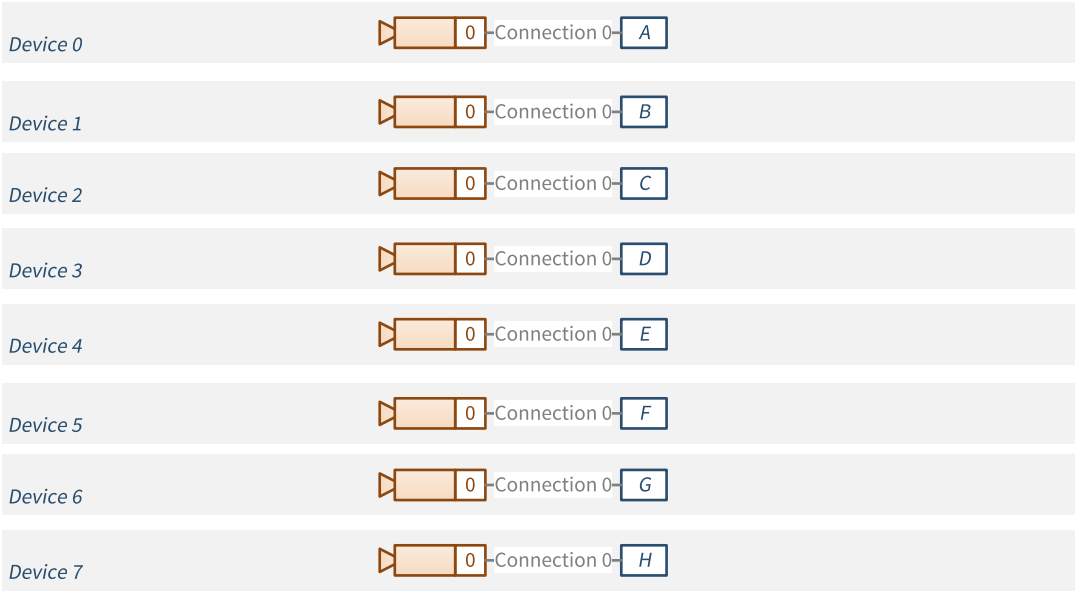 Device 0 0 Connection 0 A
Device 1 0 Connection 0 B
Device 2 0 Connection 0 C
Device 3 0 Connection 0 D
Device 4 0 Connection 0 E
Device 5 0 Connection 0 F
Device 6 0 Connection 0 G
Device 7 0 Connection 0 H